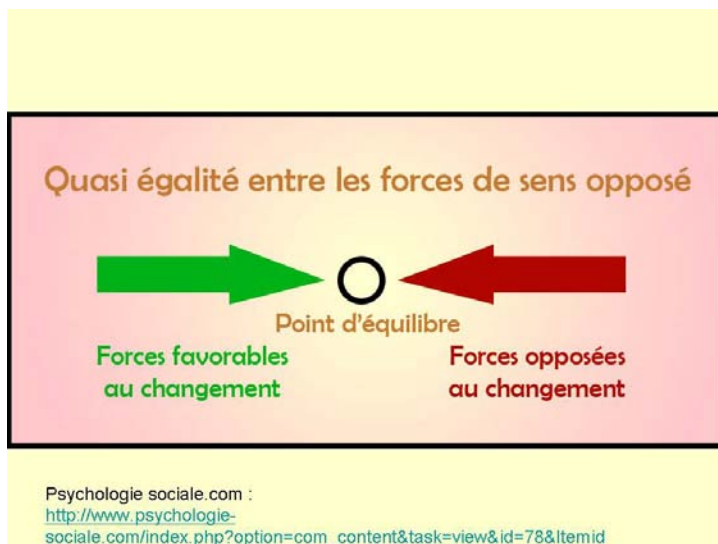 Quasi égalité entre les forces de sens opposé
Point d'équilibre
Forces favorables
au changement
Forces opposées
au changement
Psychologie sociale.com :
http://www.psychologie-
sociale.com/index.php?option=com_content&task=view&id=78&Itemid